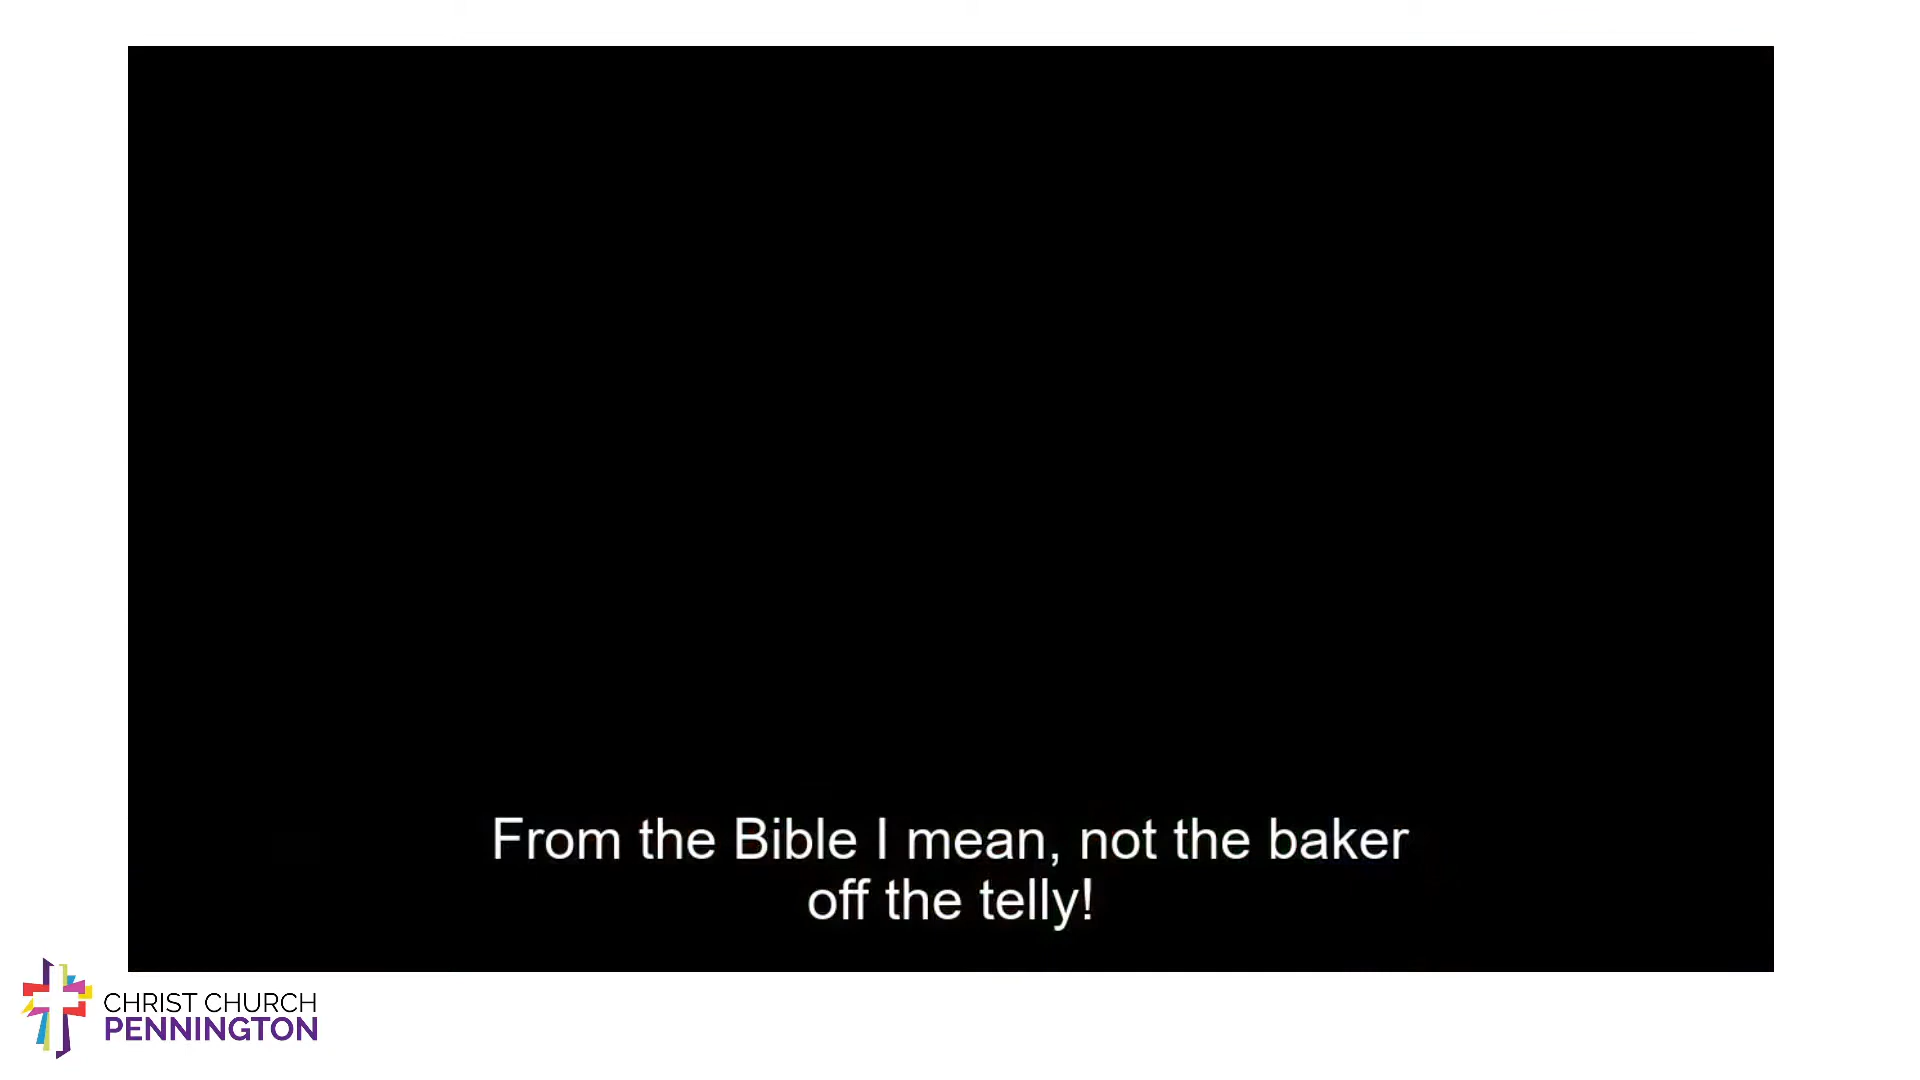 From the Bible I mean, not the baker
off the telly!
CHRIST CHURCH
PENNINGTON